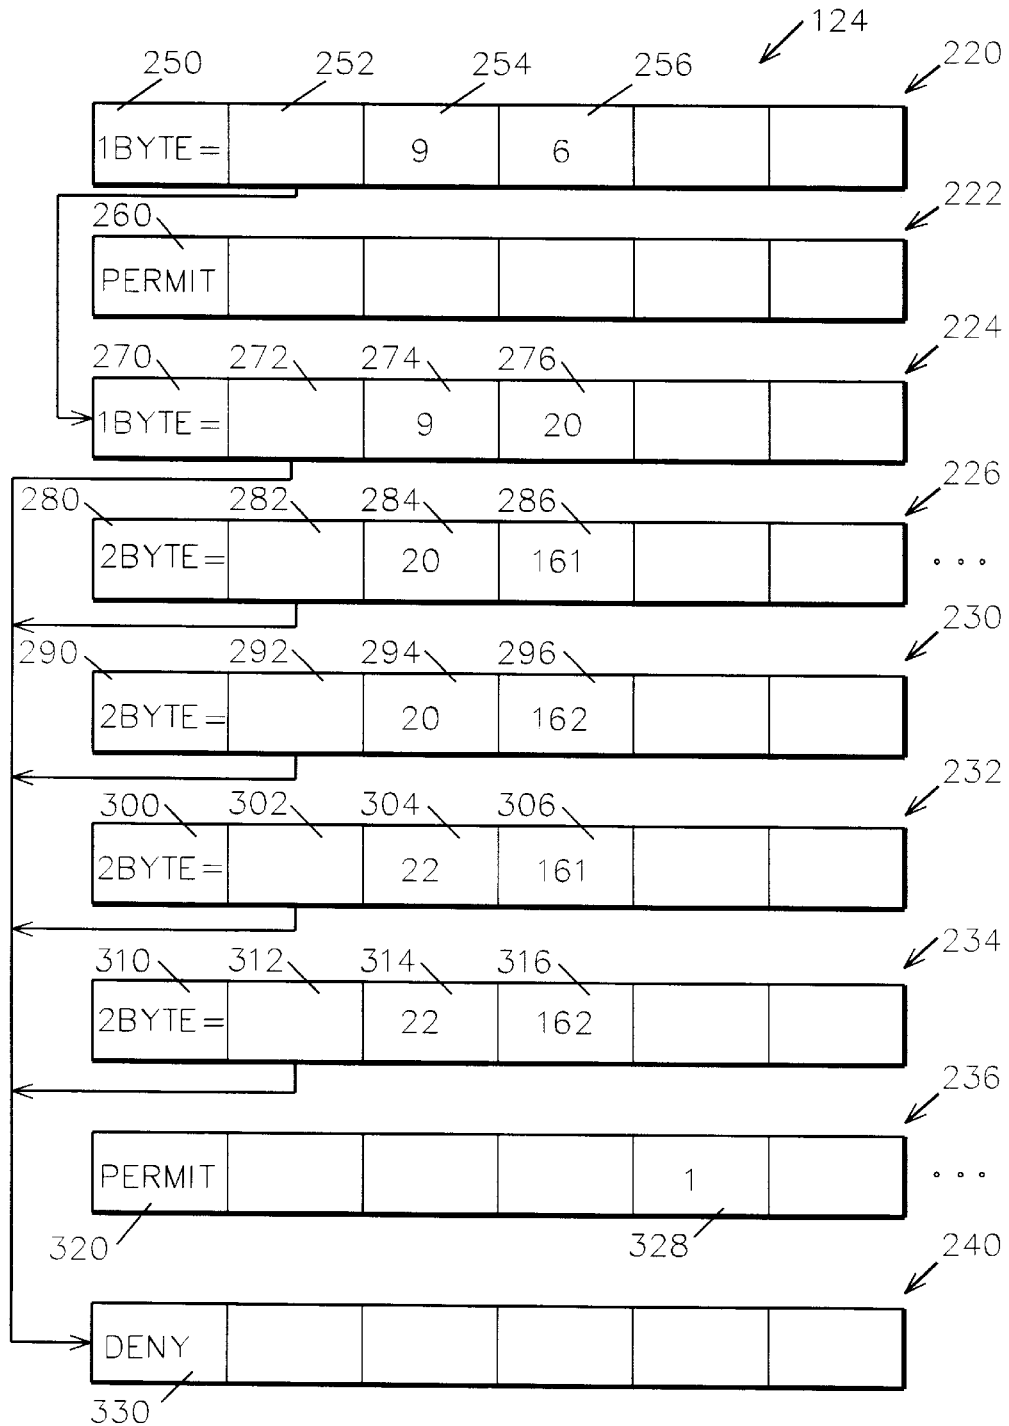 124
250 252 254 256 220
1BYTE= 9 6
260 222
PERMIT
270 272 274 276 224
1BYTE= 9 20
280 282 284 286 226
2BYTE= 20 161
290 292 294 296 230
2BYTE= 20 162
300 302 304 306 232
2BYTE= 22 161
310 312 314 316 234
2BYTE= 22 162
236
PERMIT 1
320 328
240
DENY
330